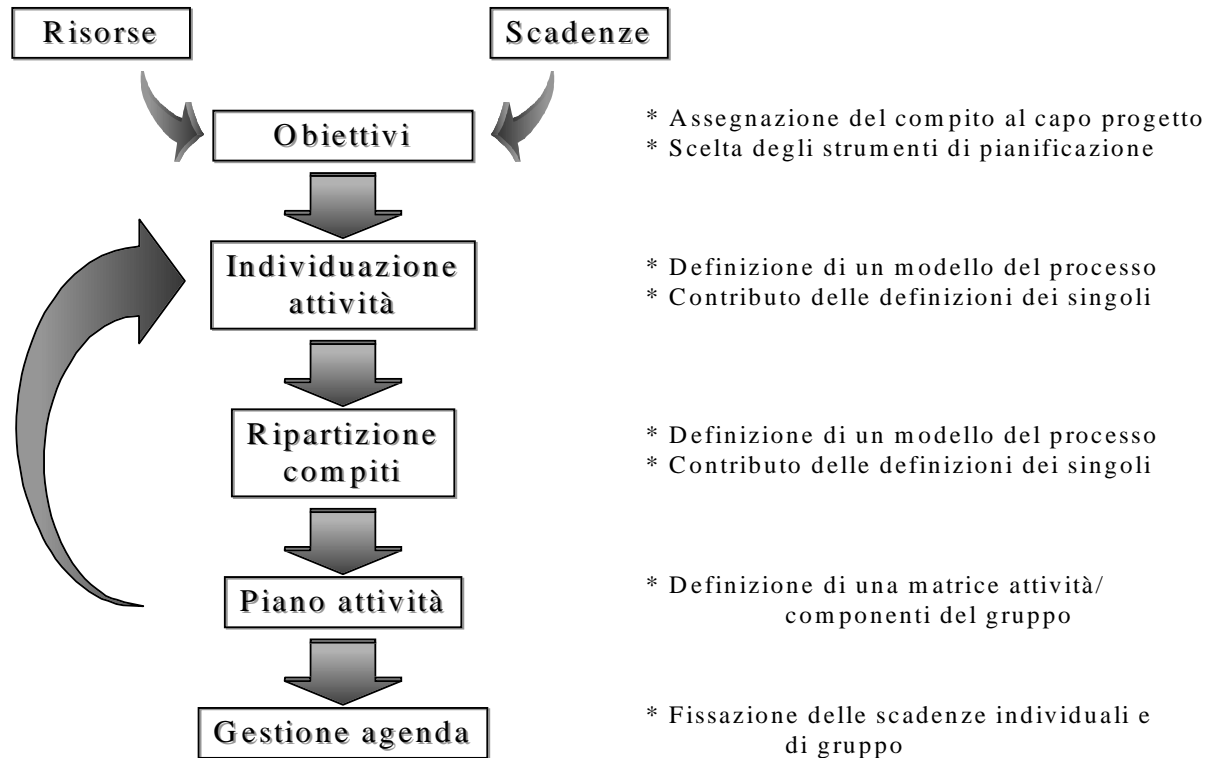 Risorse
Scadenze
Obiettivi
* Assegnazione del compito al capo progetto
* Scelta degli strumenti di pianificazione
Individuazione
attività
* Definizione di un modello del processo
* Contributo delle definizioni dei singoli
Ripartizione
compiti
* Definizione di un modello del processo
* Contributo delle definizioni dei singoli
Piano attività
* Definizione di una matrice attività/
componenti del gruppo
Gestione agenda
* Fissazione delle scadenze individuali e
di gruppo